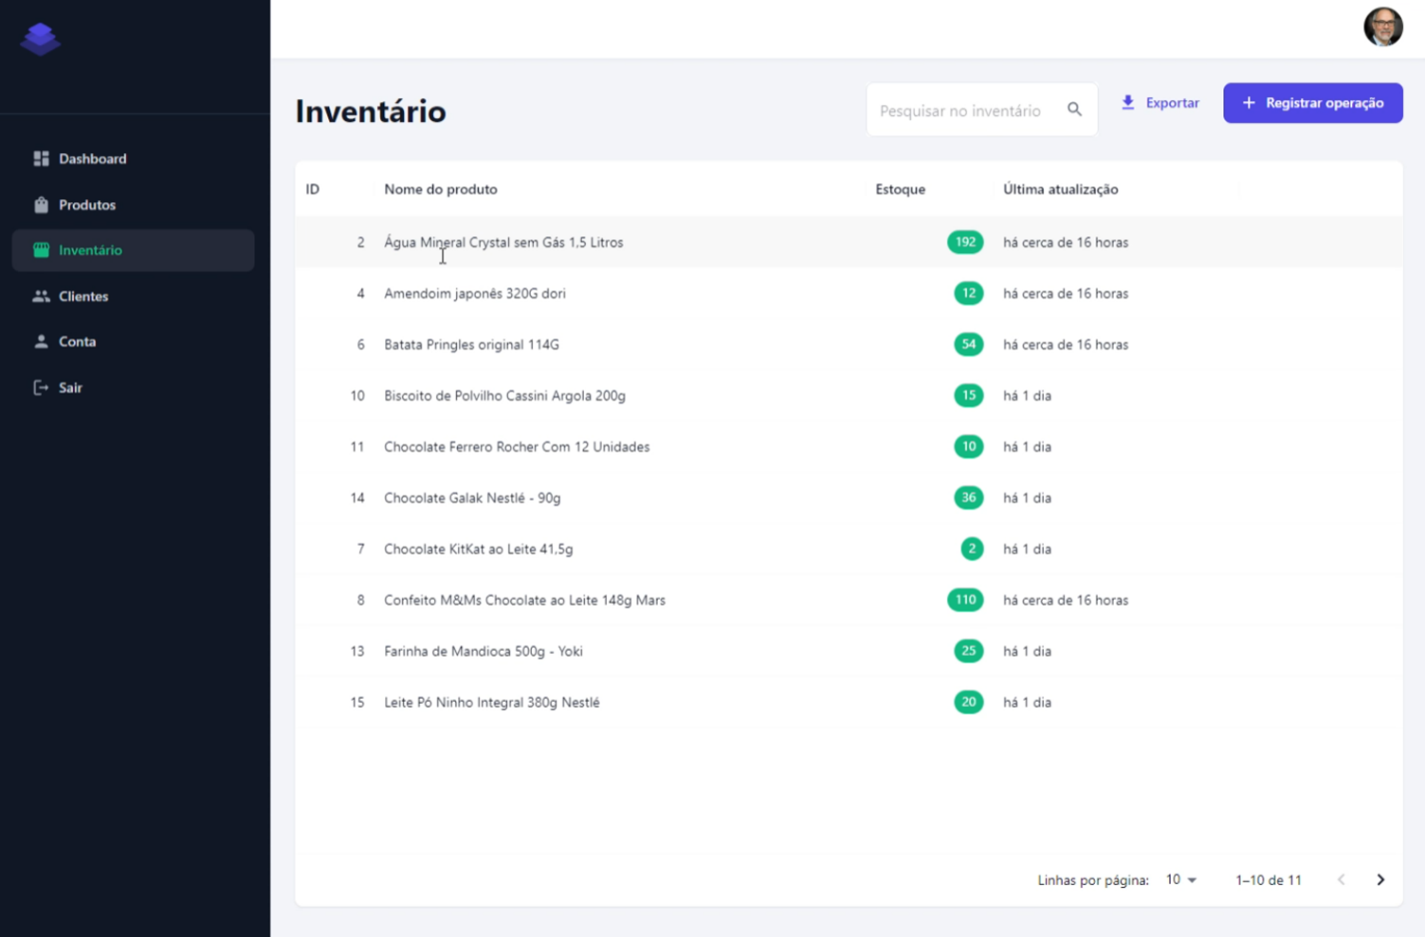 Dashboard
Produtos
Inventário
Clientes
Conta
Sair
Inventário
Pesquisar no inventário
Exportar
+ Registrar operação
ID Nome do produto Estoque Última atualização
2 Água Mineral Crystal sem Gás 1,5 Litros 192 há cerca de 16 horas
4 Amendoim japonês 320G dori 12 há cerca de 16 horas
6 Batata Pringles original 114G 54 há cerca de 16 horas
10 Biscoito de Polvilho Cassini Argola 200g 15 há 1 dia
11 Chocolate Ferrero Rocher Com 12 Unidades 10 há 1 dia
14 Chocolate Galak Nestlé - 90g 36 há 1 dia
7 Chocolate KitKat ao Leite 41,5g 2 há 1 dia
8 Confeito M&Ms Chocolate ao Leite 148g Mars 110 há cerca de 16 horas
13 Farinha de Mandioca 500g - Yoki 25 há 1 dia
15 Leite Pó Ninho Integral 380g Nestlé 20 há 1 dia
Linhas por página: 10 1–10 de 11